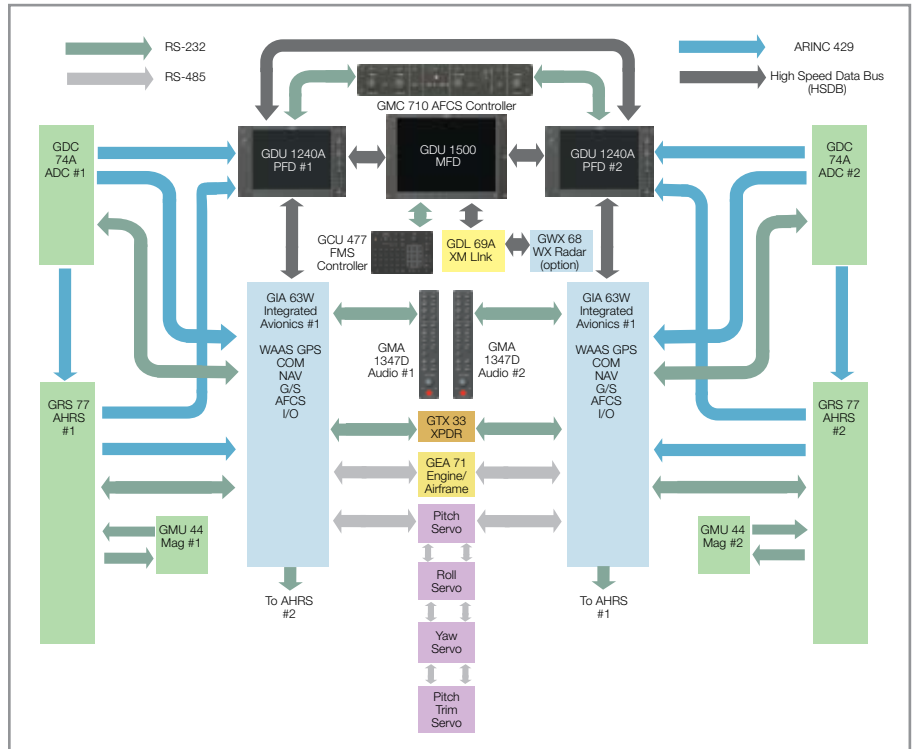 RS-232
RS-485
ARINC 429
High Speed Data Bus
(HSDB)
GMC 710 AFCS Controller
GDC
74A
ADC #1
GDU 1240A
PFD #1
GDU 1500
MFD
GDU 1240A
PFD #2
GDC
74A
ADC #2
GCU 477
FMS
Controller
GDL 69A
XM LInk
GWX 68
WX Radar
(option)
GIA 63W
Integrated
Avionics #1
WAAS GPS
COM
NAV
G/S
AFCS
I/O
GMA
1347D
Audio #1
GMA
1347D
Audio #2
GIA 63W
Integrated
Avionics #1
WAAS GPS
COM
NAV
G/S
AFCS
I/O
GRS 77
AHRS
#1
GTX 33
XPDR
GRS 77
AHRS
#2
GEA 71
Engine/
Airframe
GMU 44
Mag #1
Pitch
Servo
GMU 44
Mag #2
Roll
Servo
To AHRS
#2
To AHRS
#1
Yaw
Servo
Pitch
Trim
Servo